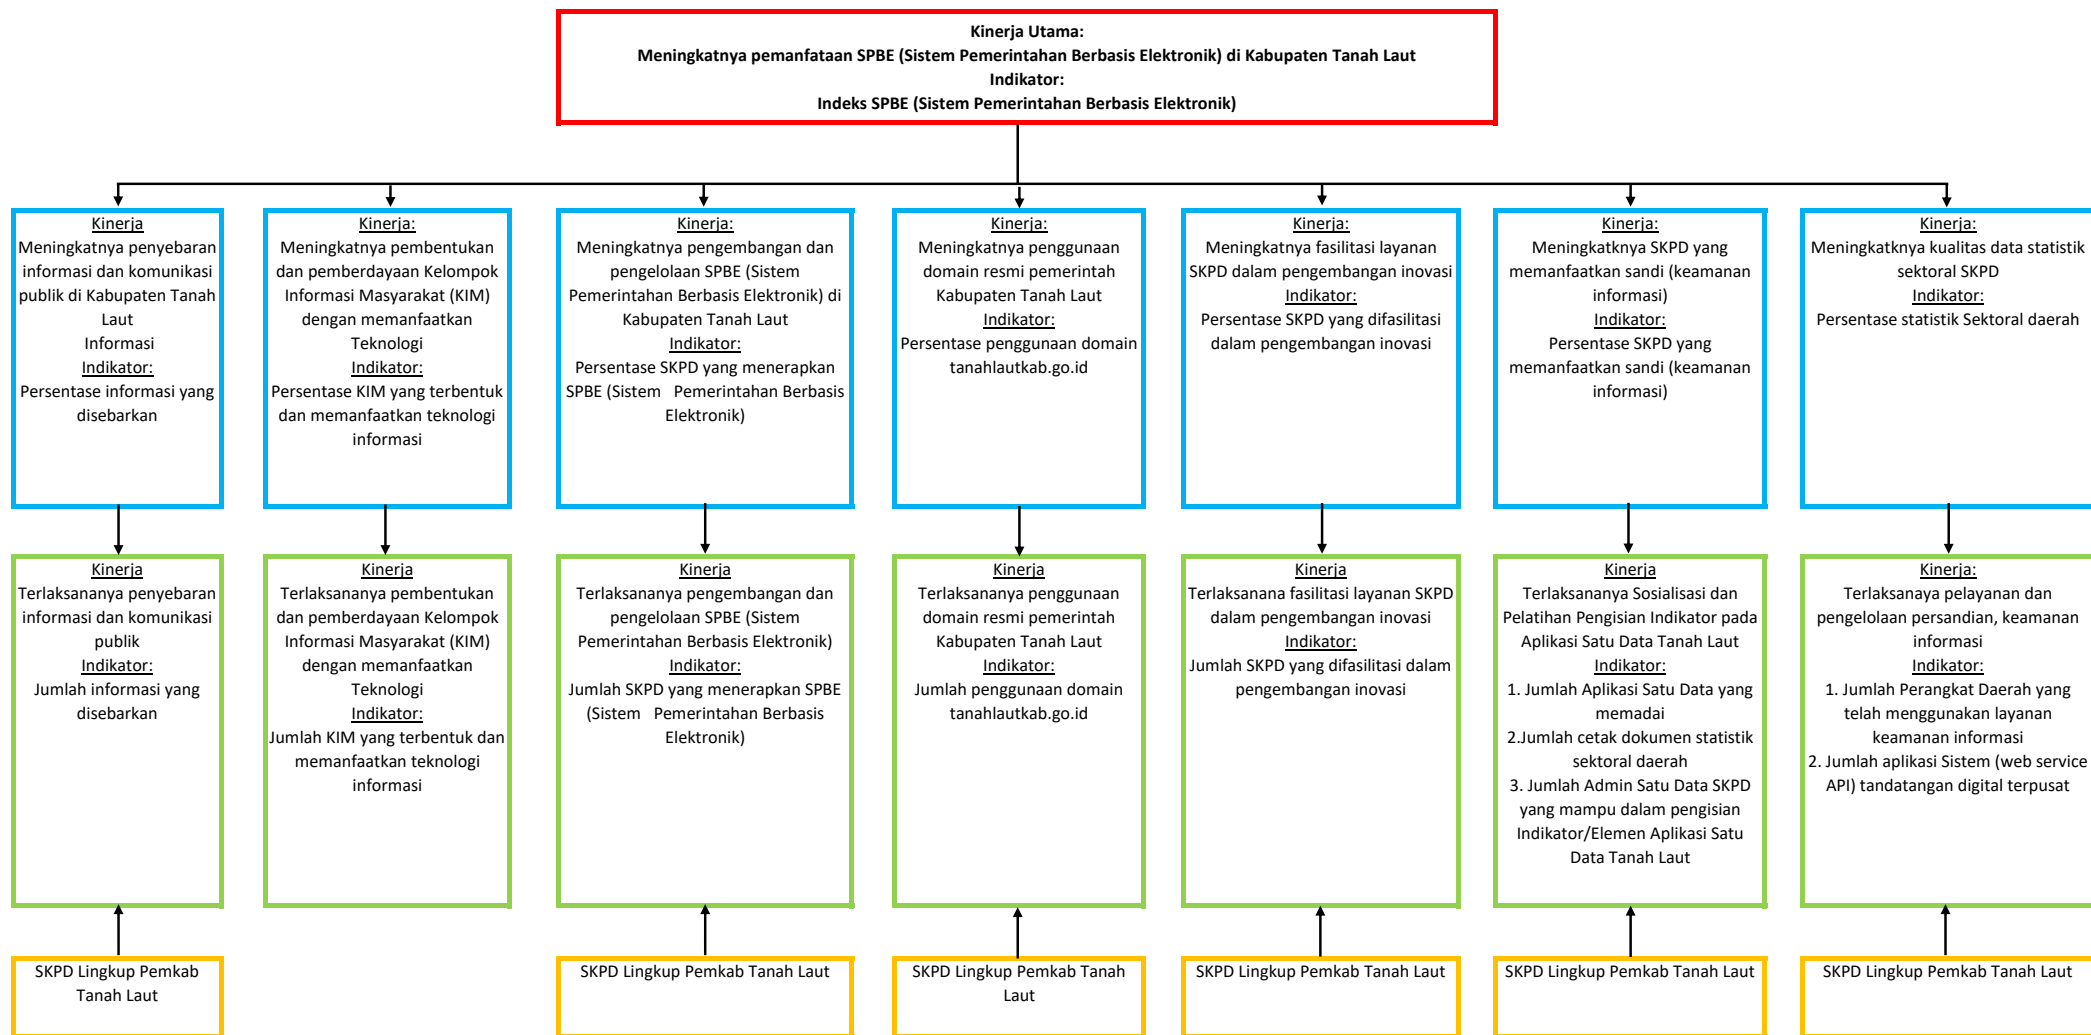 Kinerja Utama:
Meningkatnya pemanfataan SPBE (Sistem Pemerintahan Berbasis Elektronik) di Kabupaten Tanah Laut
Indikator:
Indeks SPBE (Sistem Pemerintahan Berbasis Elektronik)
Kinerja
Meningkatnya penyebaran
informasi dan komunikasi
publik di Kabupaten Tanah
Laut
Informasi
Indikator:
Persentase informasi yang
disebarkan
Kinerja:
Meningkatnya pembentukan
dan pemberdayaan Kelompok
Informasi Masyarakat (KIM)
dengan memanfaatkan
Teknologi
Indikator:
Persentase KIM yang terbentuk
dan memanfaatkan teknologi
informasi
Kinerja:
Meningkatnya pengembangan dan
pengelolaan SPBE (Sistem
Pemerintahan Berbasis Elektronik) di
Kabupaten Tanah Laut
Indikator:
Persentase SKPD yang menerapkan
SPBE (Sistem   Pemerintahan Berbasis
Elektronik)
Kinerja:
Meningkatnya penggunaan
domain resmi pemerintah
Kabupaten Tanah Laut
Indikator:
Persentase penggunaan domain
tanahlautkab.go.id
Kinerja:
Meningkatnya fasilitasi layanan
SKPD dalam pengembangan inovasi
Indikator:
Persentase SKPD yang difasilitasi
dalam pengembangan inovasi
Kinerja:
Meningkatknya SKPD yang
memanfaatkan sandi (keamanan
informasi)
Indikator:
Persentase SKPD yang
memanfaatkan sandi (keamanan
informasi)
Kinerja:
Meningkatknya kualitas data statistik
sektoral SKPD
Indikator:
Persentase statistik Sektoral daerah
Kinerja
Terlaksananya penyebaran
informasi dan komunikasi
publik
Indikator:
Jumlah informasi yang
disebarkan
Kinerja
Terlaksananya pembentukan
dan pemberdayaan Kelompok
Informasi Masyarakat (KIM)
dengan memanfaatkan
Teknologi
Indikator:
Jumlah KIM yang terbentuk dan
memanfaatkan teknologi
informasi
Kinerja
Terlaksananya pengembangan dan
pengelolaan SPBE (Sistem
Pemerintahan Berbasis Elektronik)
Indikator:
Jumlah SKPD yang menerapkan SPBE
(Sistem   Pemerintahan Berbasis
Elektronik)
Kinerja
Terlaksananya penggunaan
domain resmi pemerintah
Kabupaten Tanah Laut
Indikator:
Jumlah penggunaan domain
tanahlautkab.go.id
Kinerja
Terlaksanana fasilitasi layanan SKPD
dalam pengembangan inovasi
Indikator:
Jumlah SKPD yang difasilitasi dalam
pengembangan inovasi
Kinerja
Terlaksananya Sosialisasi dan
Pelatihan Pengisian Indikator pada
Aplikasi Satu Data Tanah Laut
Indikator:
1. Jumlah Aplikasi Satu Data yang
memadai
2.Jumlah cetak dokumen statistik
sektoral daerah
3. Jumlah Admin Satu Data SKPD
yang mampu dalam pengisian
Indikator/Elemen Aplikasi Satu
Data Tanah Laut
Kinerja:
Terlaksanaya pelayanan dan
pengelolaan persandian, keamanan
informasi
Indikator:
1. Jumlah Perangkat Daerah yang
telah menggunakan layanan
keamanan informasi
2. Jumlah aplikasi Sistem (web service
API) tandatangan digital terpusat
SKPD Lingkup Pemkab
Tanah Laut
SKPD Lingkup Pemkab Tanah Laut
SKPD Lingkup Pemkab Tanah
Laut
SKPD Lingkup Pemkab Tanah Laut
SKPD Lingkup Pemkab Tanah Laut
SKPD Lingkup Pemkab Tanah Laut